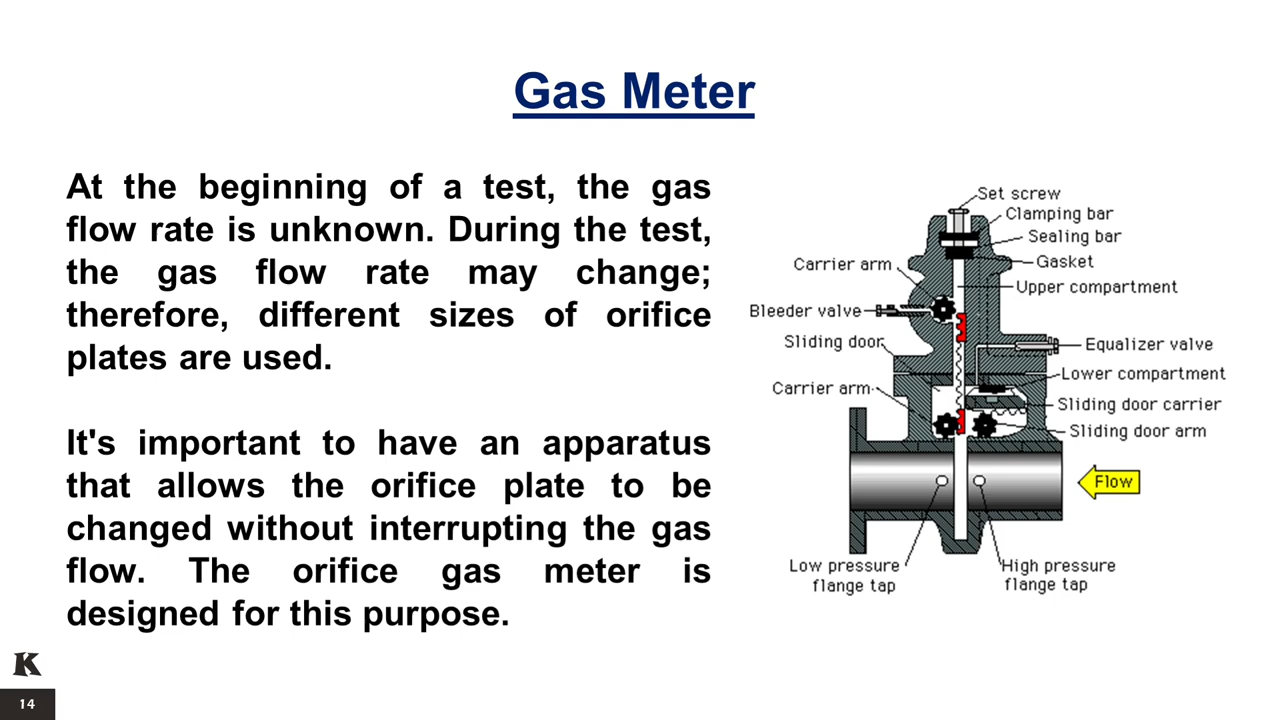 Gas Meter
At the beginning of a test, the gas
flow rate is unknown. During the test,
the gas flow rate may change;
therefore, different sizes of orifice
plates are used.
It's important to have an apparatus
that allows the orifice plate to be
changed without interrupting the gas
flow. The orifice gas meter is
designed for this purpose.
Set screw
Clamping bar
Sealing bar
Gasket
Carrier arm
Upper compartment
Bleeder valve
Sliding door
Equalizer valve
Lower compartment
Carrier arm
Sliding door carrier
Sliding door arm
Flow
Low pressure
flange tap
High pressure
flange tap
K
14